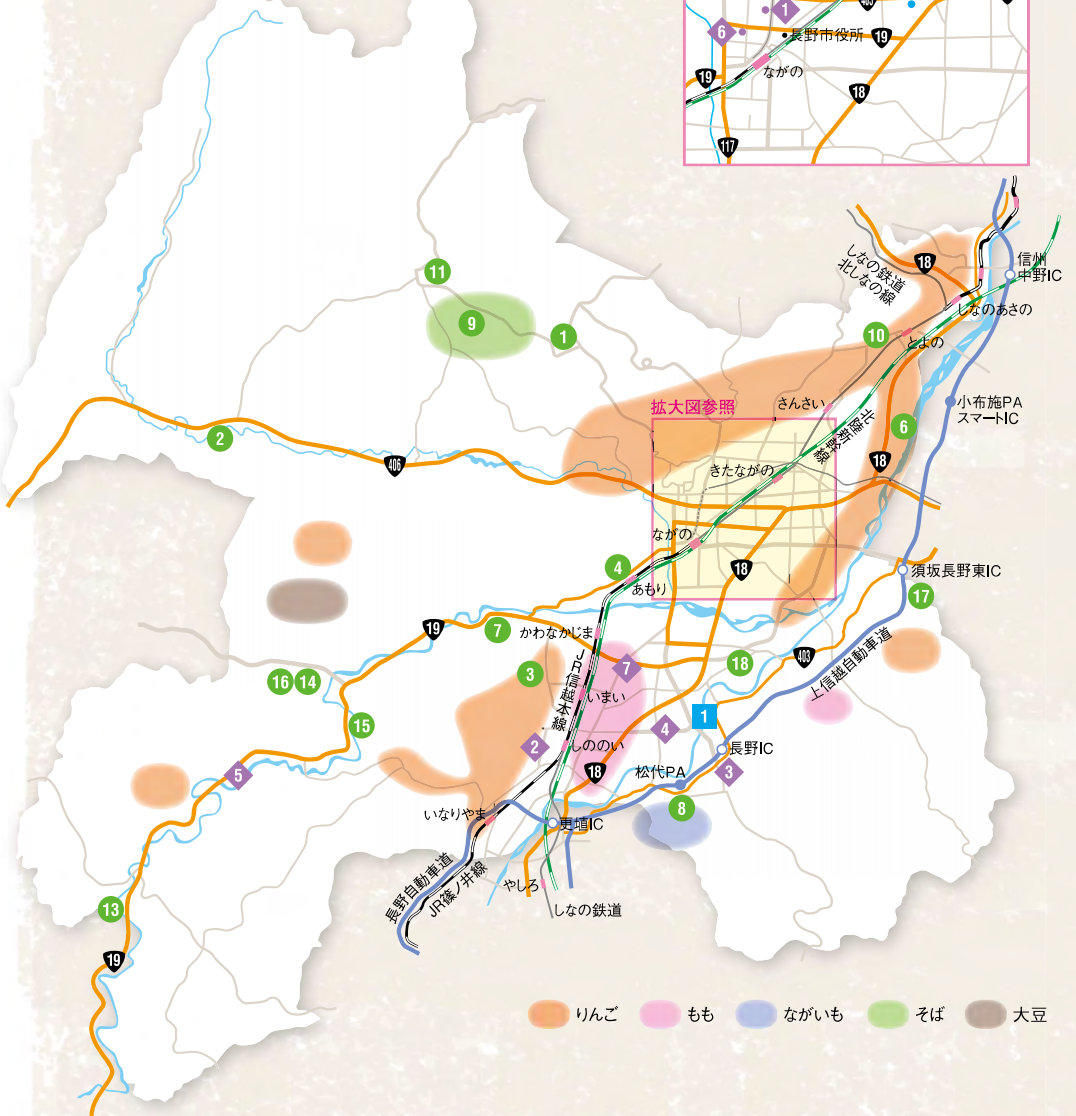 403
1
6
長野市役所
19
ながの
19
18
117
しなの鉄道
北しなの線
18
信州
中野IC
しなのあさの
11
9
1
10
とよの
さんさい
拡大図参照
小布施PA
スマートIC
北陸新幹線
6
2
406
きたながの
18
ながの
18
4
あもり
須坂長野東IC
17
19
7
かわなかじま
JR信越本線
3
7
18
403
上信越自動車道
16
14
いまい
15
1
4
2
しののい
長野IC
5
18
松代PA
3
8
いなりやま
更埴IC
長野自動車道
JR篠ノ井線
やしろ
しなの鉄道
13
19
りんご
もも
ながいも
そば
大豆